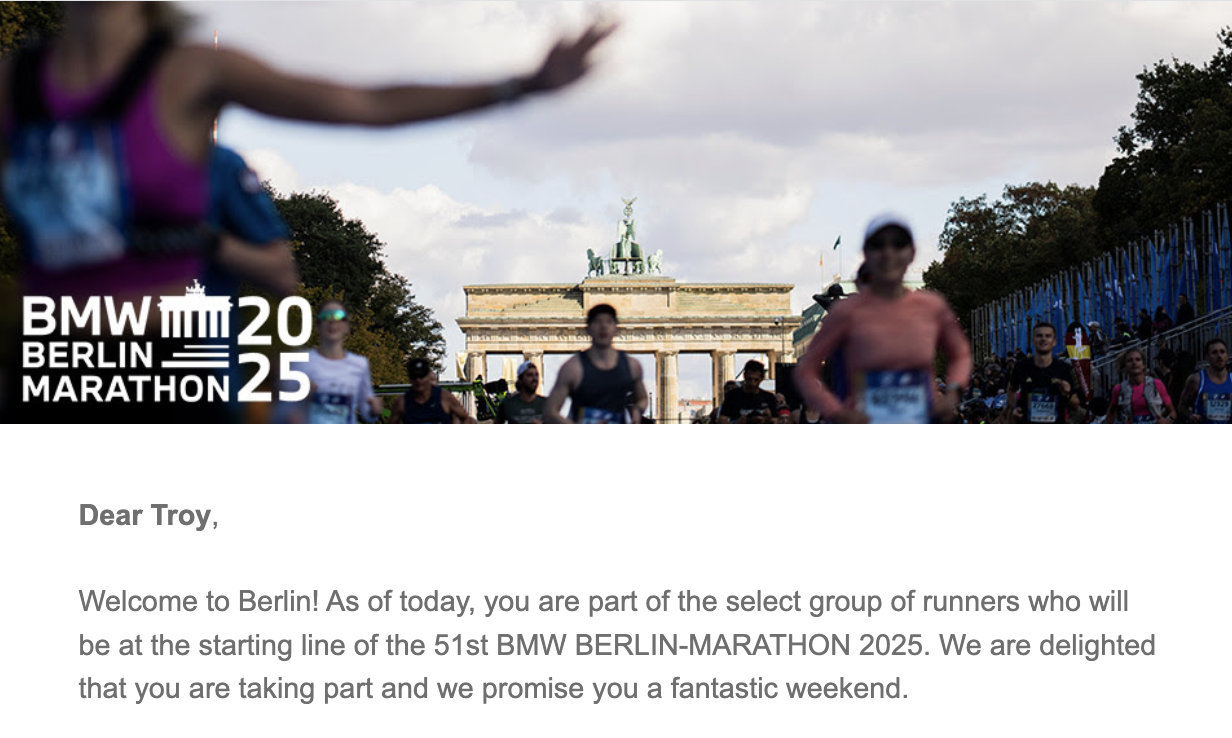 BMW 20
BERLIN 25
MARATHON
Dear Troy,
Welcome to Berlin! As of today, you are part of the select group of runners who will
be at the starting line of the 51st BMW BERLIN-MARATHON 2025. We are delighted
that you are taking part and we promise you a fantastic weekend.